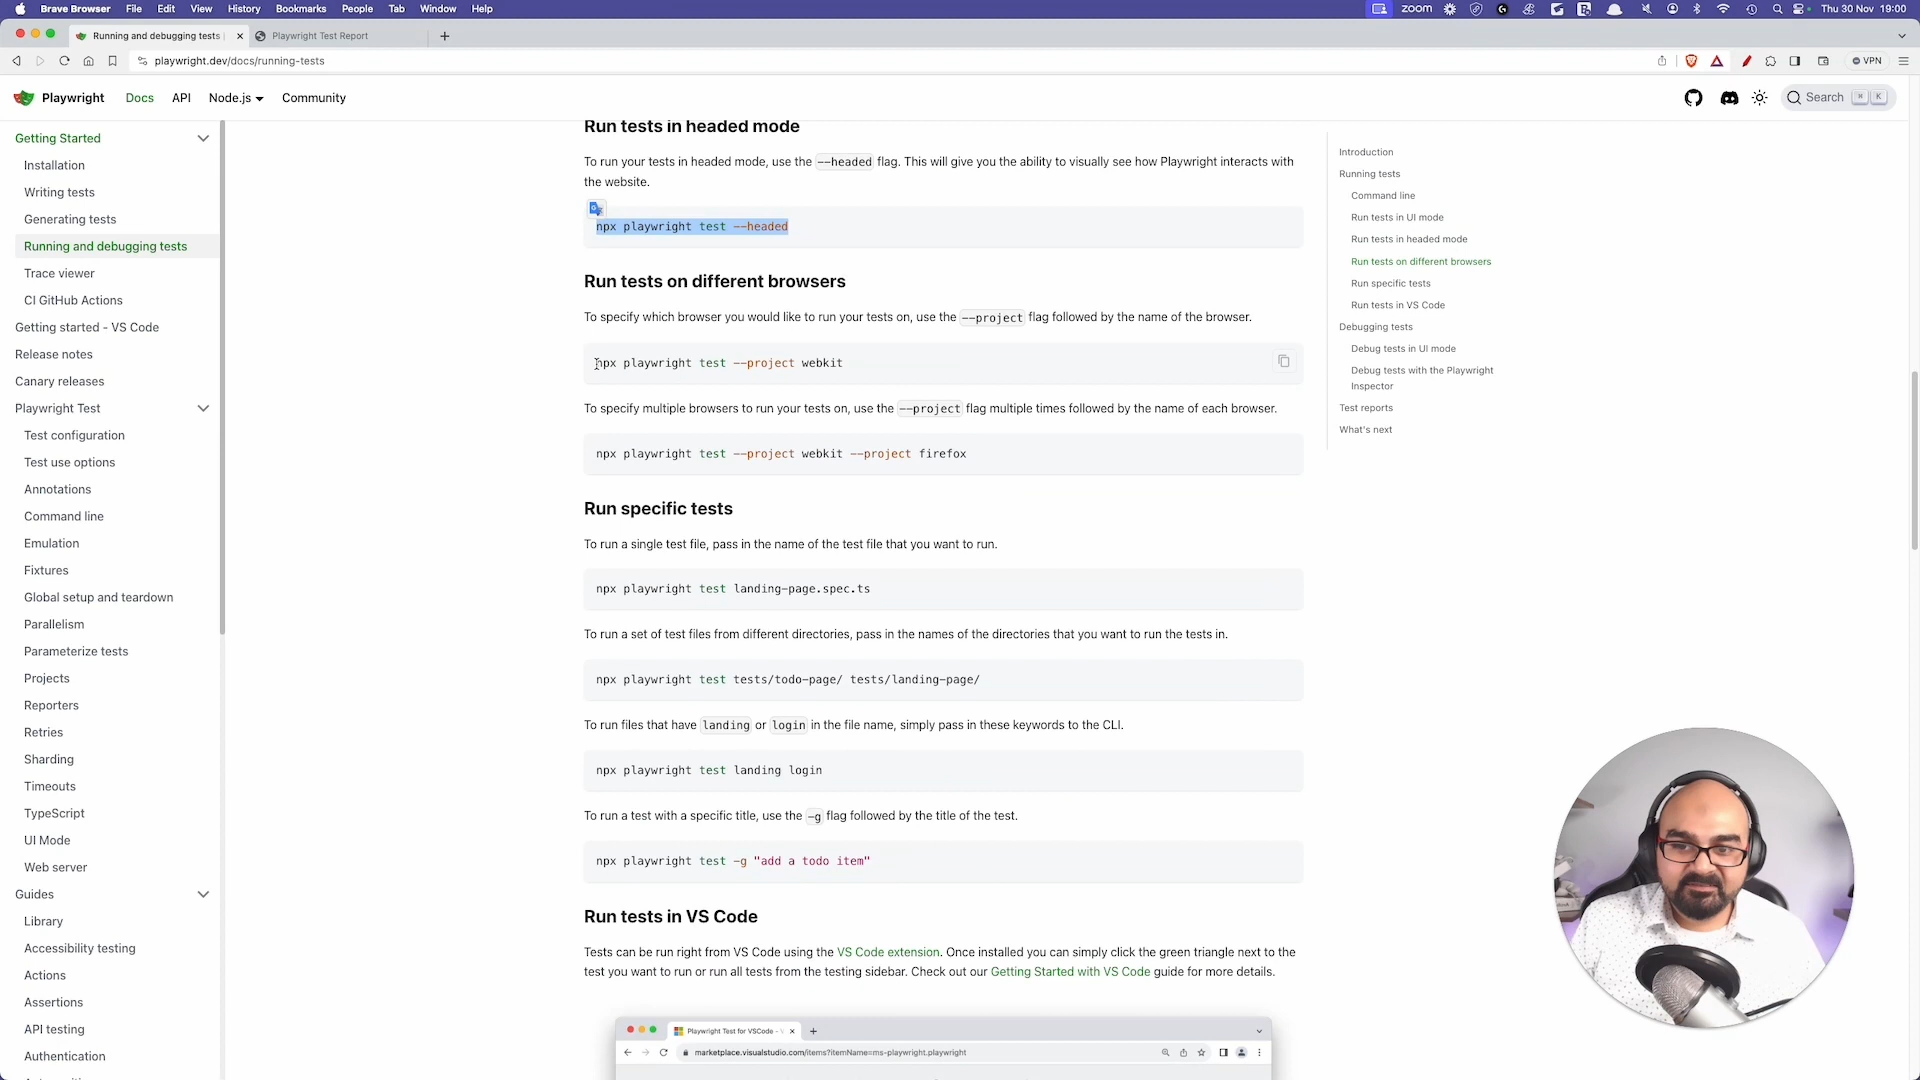 Brave Browser File Edit View History Bookmarks People Tab Window Help
zoom
Thu 30 Nov 19:00
Running and debugging tests
Playwright Test Report
playwright.dev/docs/running-tests
VPN
Playwright Docs API Node.js Community
Search ⌘ K
Getting Started
Installation
Writing tests
Generating tests
Running and debugging tests
Trace viewer
CI GitHub Actions
Getting started - VS Code
Release notes
Canary releases
Playwright Test
Test configuration
Test use options
Annotations
Command line
Emulation
Fixtures
Global setup and teardown
Parallelism
Parameterize tests
Projects
Reporters
Retries
Sharding
Timeouts
TypeScript
UI Mode
Web server
Guides
Library
Accessibility testing
Actions
Assertions
API testing
Authentication
Run tests in headed mode
To run your tests in headed mode, use the --headed flag. This will give you the ability to visually see how Playwright interacts with
the website.
npx playwright test --headed
Run tests on different browsers
To specify which browser you would like to run your tests on, use the --project flag followed by the name of the browser.
npx playwright test --project webkit
To specify multiple browsers to run your tests on, use the --project flag multiple times followed by the name of each browser.
npx playwright test --project webkit --project firefox
Run specific tests
To run a single test file, pass in the name of the test file that you want to run.
npx playwright test landing-page.spec.ts
To run a set of test files from different directories, pass in the names of the directories that you want to run the tests in.
npx playwright test tests/todo-page/ tests/landing-page/
To run files that have landing or login in the file name, simply pass in these keywords to the CLI.
npx playwright test landing login
To run a test with a specific title, use the -g flag followed by the title of the test.
npx playwright test -g "add a todo item"
Run tests in VS Code
Tests can be run right from VS Code using the VS Code extension. Once installed you can simply click the green triangle next to the
test you want to run or run all tests from the testing sidebar. Check out our Getting Started with VS Code guide for more details.
Playwright Test for VSCode - V
marketplace.visualstudio.com/items?itemName=ms-playwright.playwright
Introduction
Running tests
Command line
Run tests in UI mode
Run tests in headed mode
Run tests on different browsers
Run specific tests
Run tests in VS Code
Debugging tests
Debug tests in UI mode
Debug tests with the Playwright
Inspector
Test reports
What's next